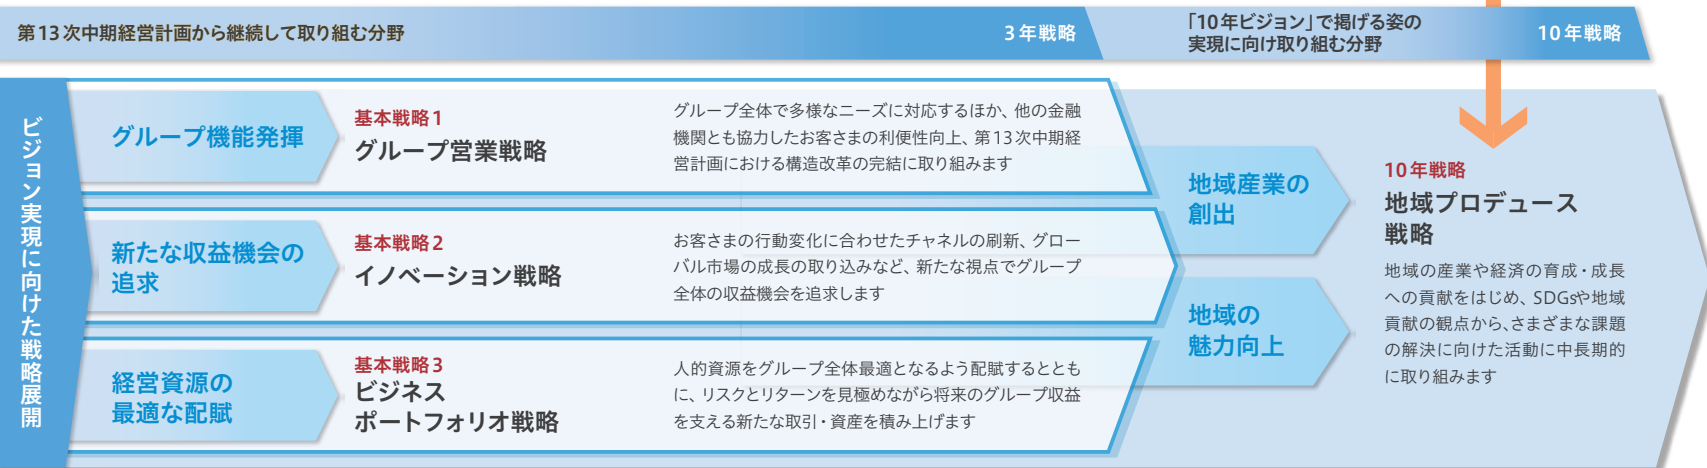 第13次中期経営計画から継続して取り組む分野
3年戦略
「10年ビジョン」で掲げる姿の
実現に向け取り組む分野
10年戦略
ビジョン実現に向けた戦略展開
グループ機能発揮
基本戦略1
グループ営業戦略
グループ全体で多様なニーズに対応するほか、他の金融
機関とも協力したお客さまの利便性向上、第13次中期経
営計画における構造改革の完結に取り組みます
新たな収益機会の
追求
基本戦略2
イノベーション戦略
お客さまの行動変化に合わせたチャネルの刷新、グロー
バル市場の成長の取り込みなど、新たな視点でグループ
全体の収益機会を追求します
経営資源の
最適な配賦
基本戦略3
ビジネス
ポートフォリオ戦略
人的資源をグループ全体最適となるよう配賦するととも
に、リスクとリターンを見極めながら将来のグループ収益
を支える新たな取引・資産を積み上げます
地域産業の
創出
地域の
魅力向上
10年戦略
地域プロデュース
戦略
地域の産業や経済の育成・成長
への貢献をはじめ、SDGsや地域
貢献の観点から、さまざまな課題
の解決に向けた活動に中長期的
に取り組みます